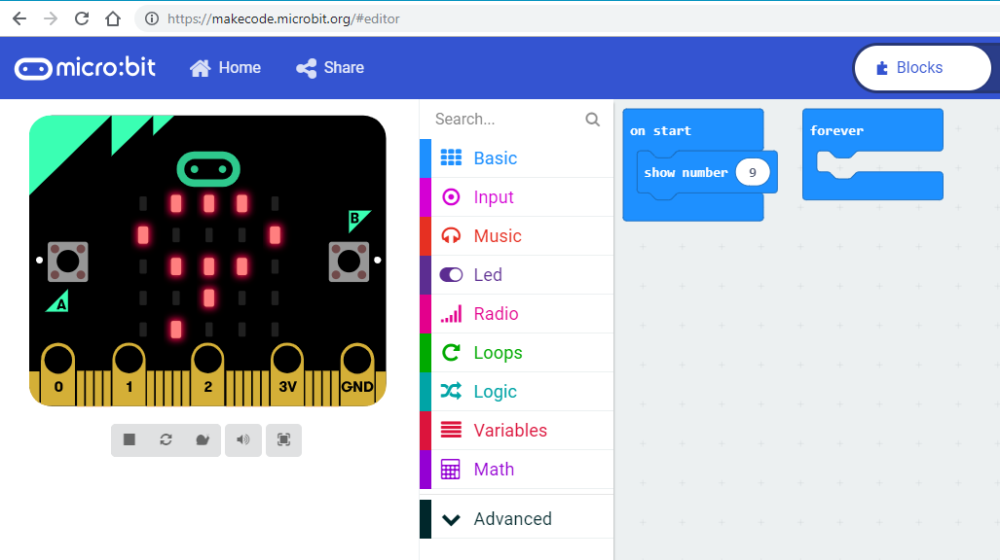 https://makecode.microbit.org/#editor
micro:bit
Home
Share
Blocks
Search...
Basic
Input
Music
Led
Radio
Loops
Logic
Variables
Math
Advanced
B
A
0 1 2 3V GND
on start
show number 9
forever